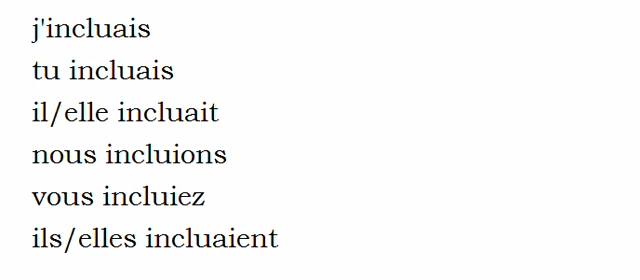 j'incluais
tu incluais
il/elle incluait
nous incluions
vous incluiez
ils/elles incluaient